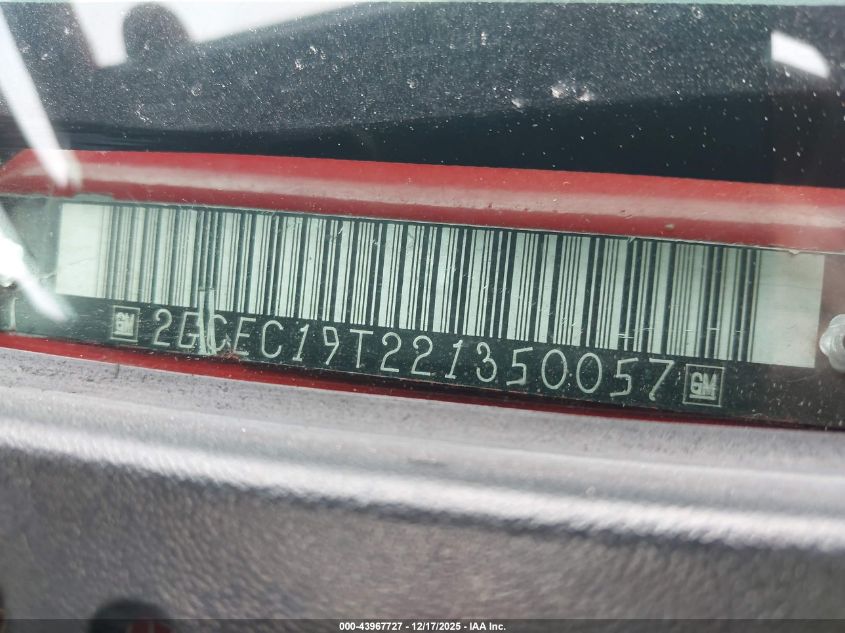 GM 2GCEC19T221350057 GM
000-43967727 - 12/17/2025 - IAA Inc.